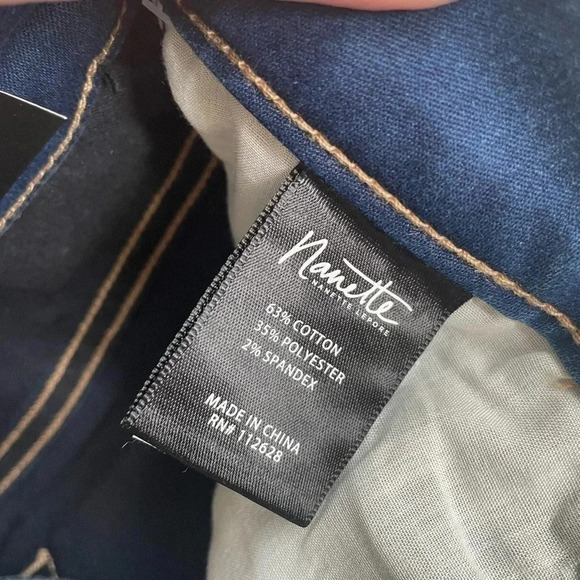 Nanette
NANETTE LEPORE
63% COTTON
35% POLYESTER
2% SPANDEX
MADE IN CHINA
RN# 112628